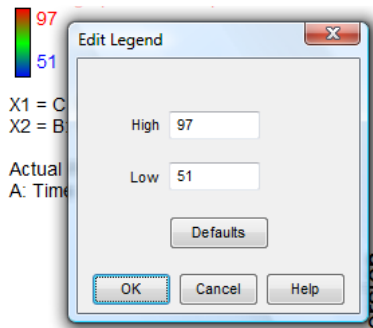 97
51
X1 = C
X2 = B:
Actual
A: Time
Edit Legend
High 97
Low 51
Defaults
OK Cancel Help